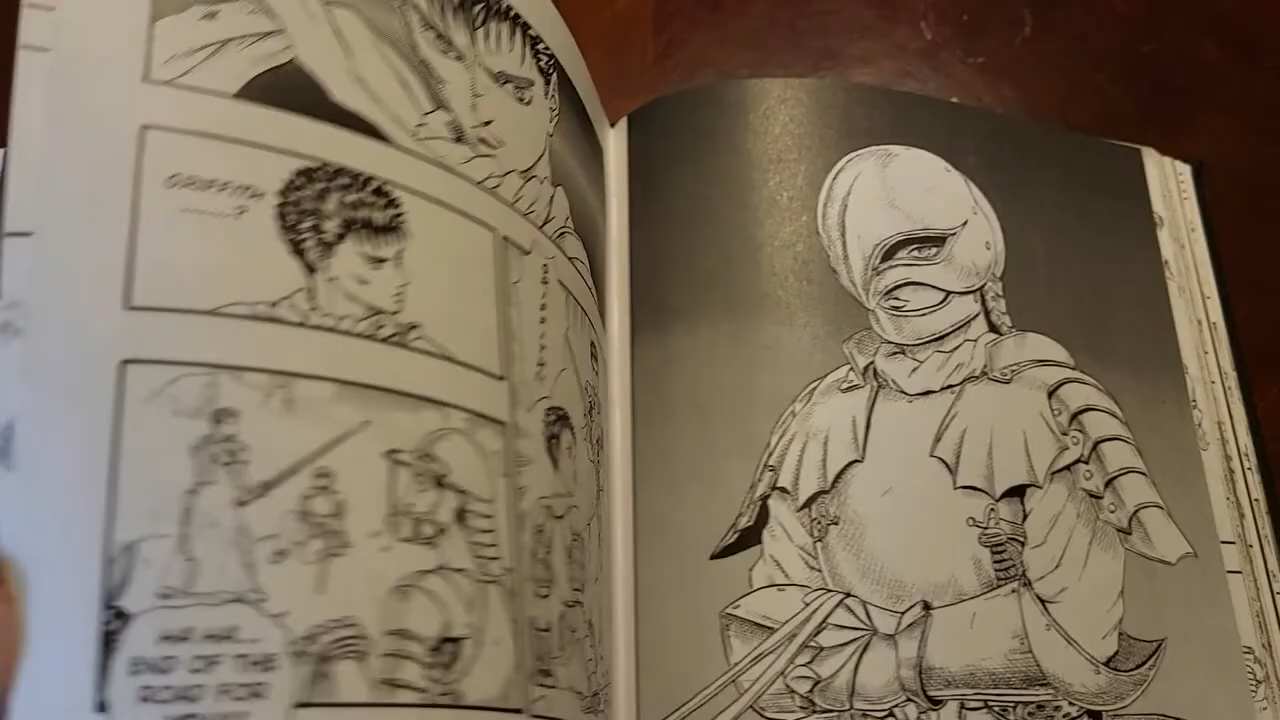 GRIFFITH
......?
HA HA...
END OF THE
ROAD FOR